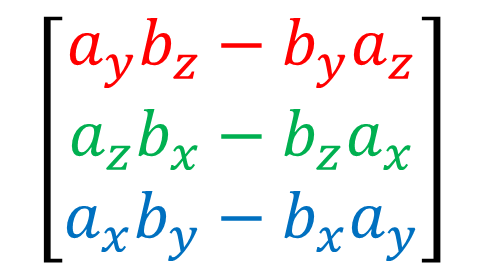 a_y b_z − b_y a_z
a_z b_x − b_z a_x
a_x b_y − b_x a_y